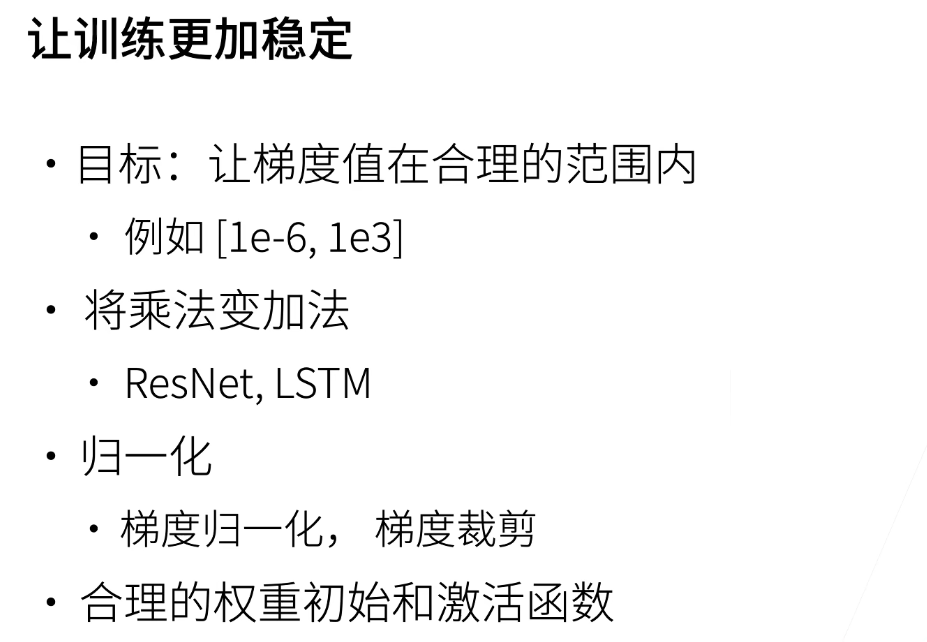 让训练更加稳定
• 目标：让梯度值在合理的范围内
• 例如 [1e-6, 1e3]
• 将乘法变加法
• ResNet, LSTM
• 归一化
• 梯度归一化， 梯度裁剪
• 合理的权重初始和激活函数